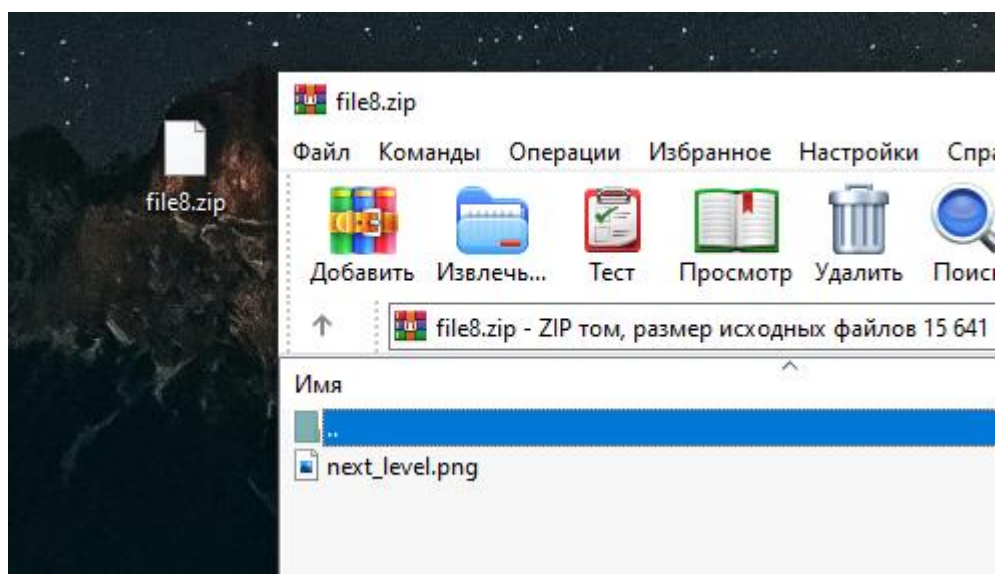 file8.zip
file8.zip
Файл Команды Операции Избранное Настройки
Добавить Извлечь... Тест Просмотр Удалить
file8.zip - ZIP том, размер исходных файлов 15 641
Имя
..
next_level.png